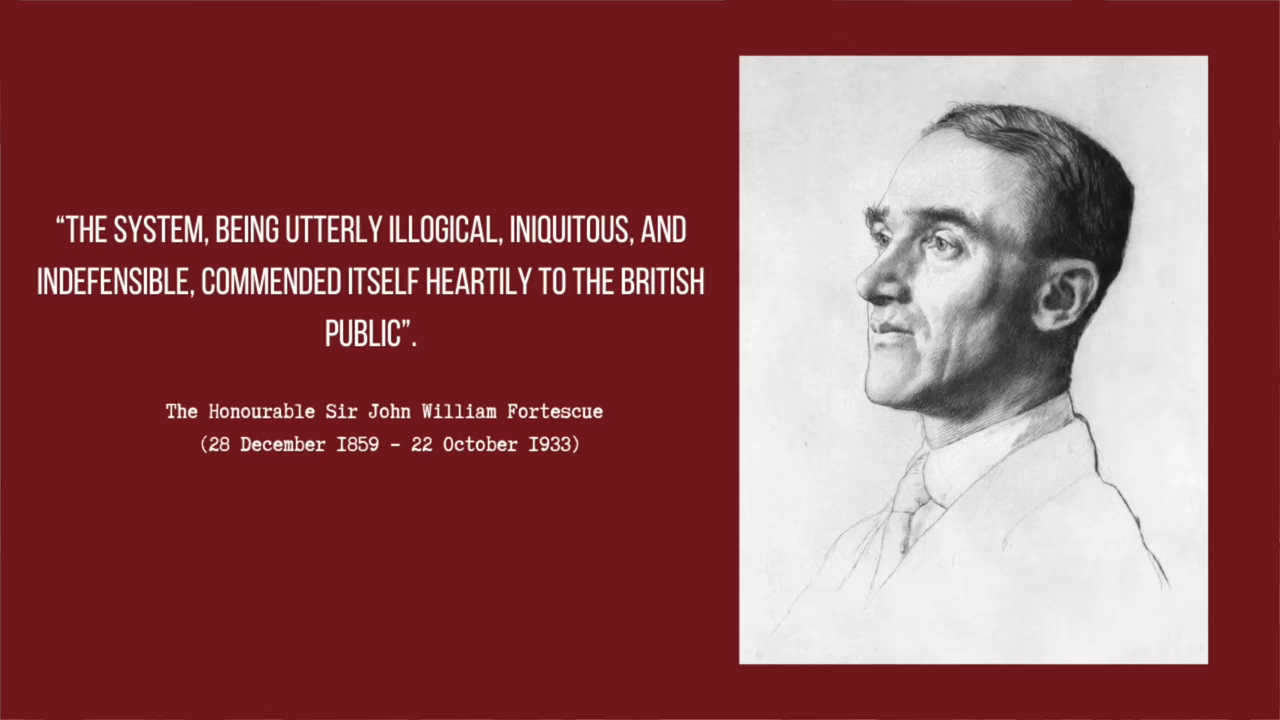 “THE SYSTEM, BEING UTTERLY ILLOGICAL, INIQUITOUS, AND
INDEFENSIBLE, COMMENDED ITSELF HEARTILY TO THE BRITISH
PUBLIC”.
The Honourable Sir John William Fortescue
(28 December 1859 – 22 October 1933)